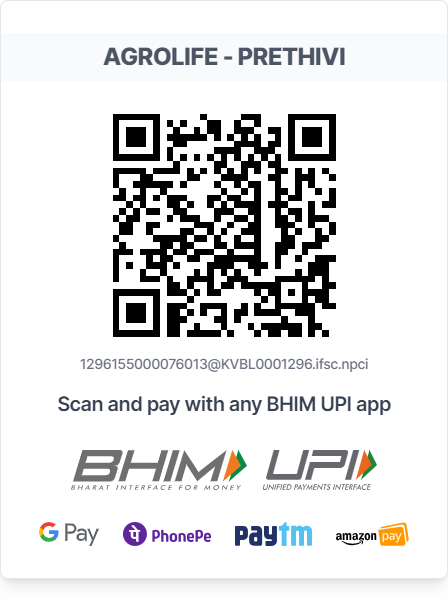 AGROLIFE - PRETHIVI
1296155000076013@KVBL0001296.ifsc.npci
Scan and pay with any BHIM UPI app
BHIM UPI
BHARAT INTERFACE FOR MONEY UNIFIED PAYMENTS INTERFACE
G Pay PhonePe paytm amazon pay